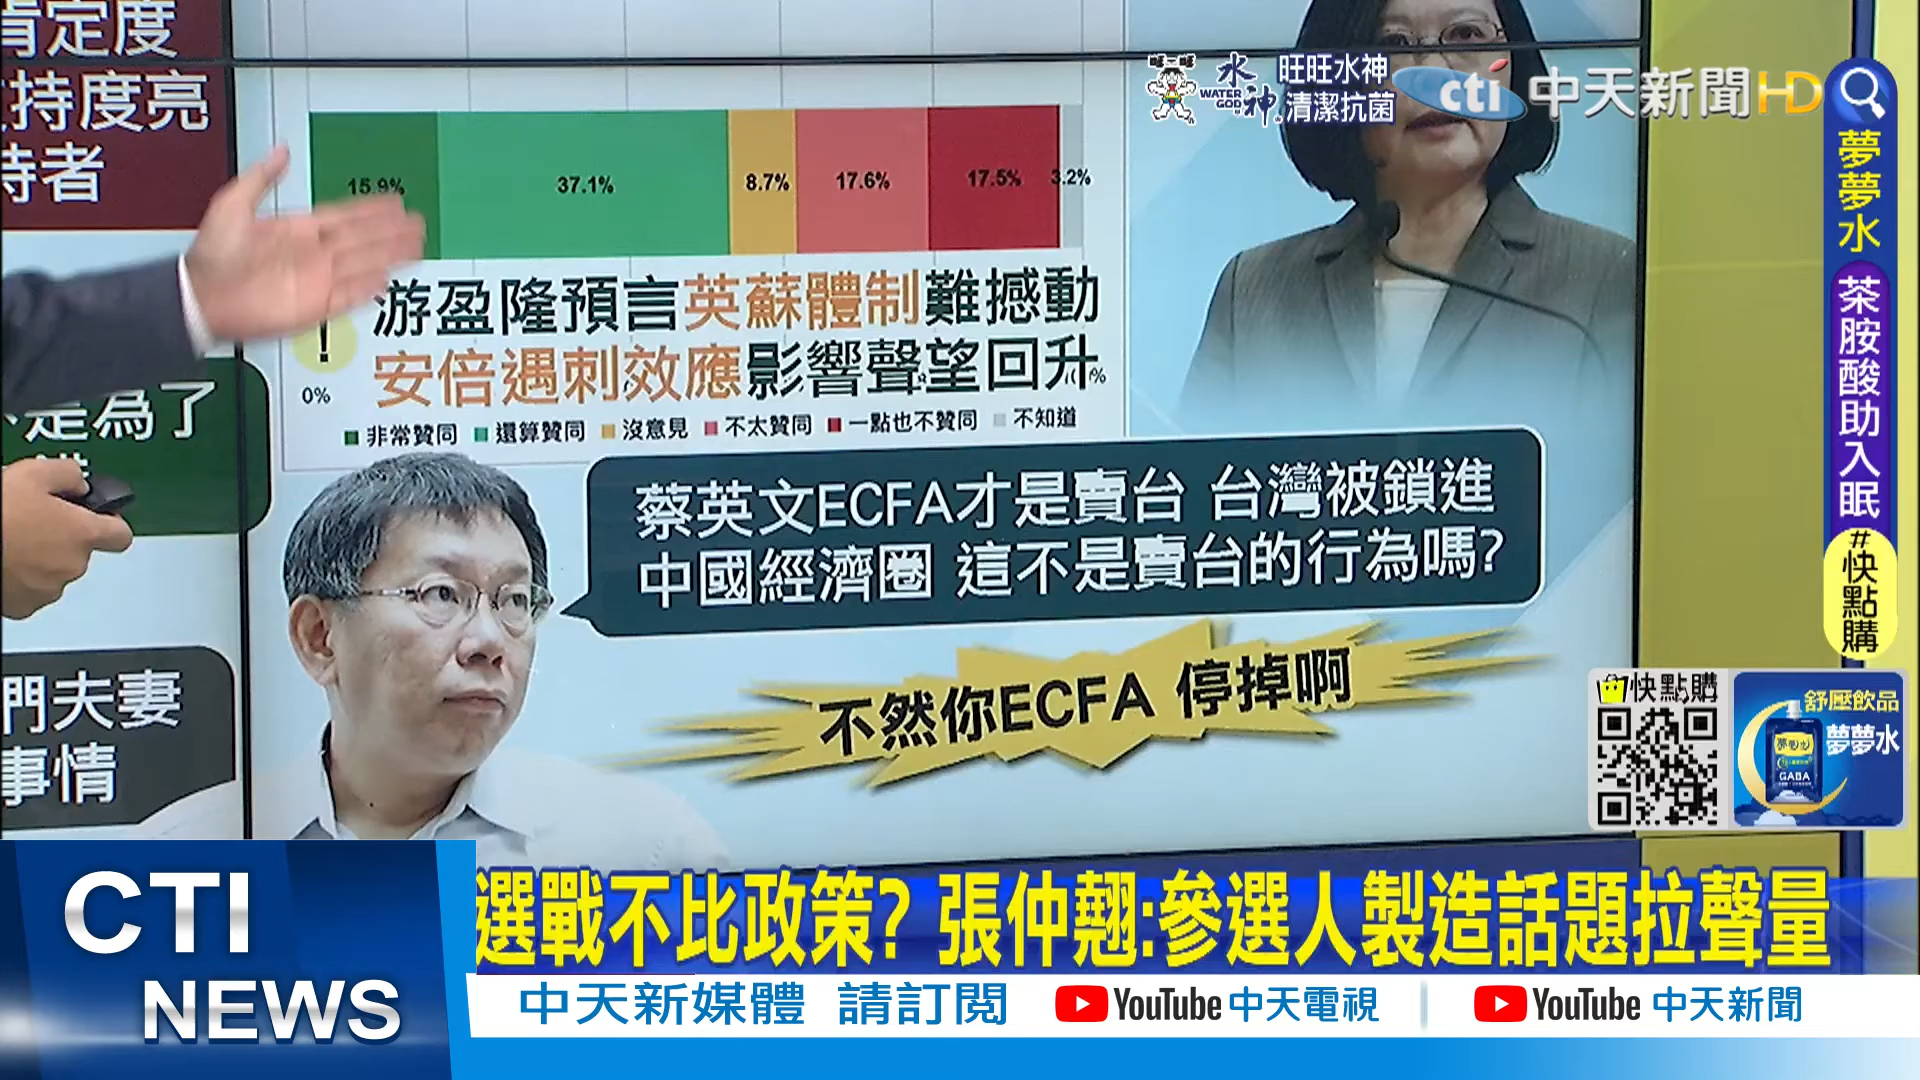 肯定度
持度亮
持者
旺旺水神
水神
WATER GOD
清潔抗菌
cti 中天新聞HD
15.9% 37.1% 8.7% 17.6% 17.5% 3.2%
!
游盈隆預言英蘇體制難撼動
安倍遇刺效應影響聲望回升
0%
%
非常贊同 還算贊同 沒意見 不太贊同 一點也不贊同 不知道
不是為了
蔡英文ECFA才是賣台 台灣被鎖進
中國經濟圈 這不是賣台的行為嗎?
不然你ECFA 停掉啊
們夫妻
事情
夢夢水
茶胺酸助入眠
#快點購
快點購
舒壓飲品
夢夢水
夢夢水
GABA
CTI
NEWS
選戰不比政策? 張仲翹:參選人製造話題拉聲量
中天新媒體 請訂閱 YouTube 中天電視 | YouTube 中天新聞